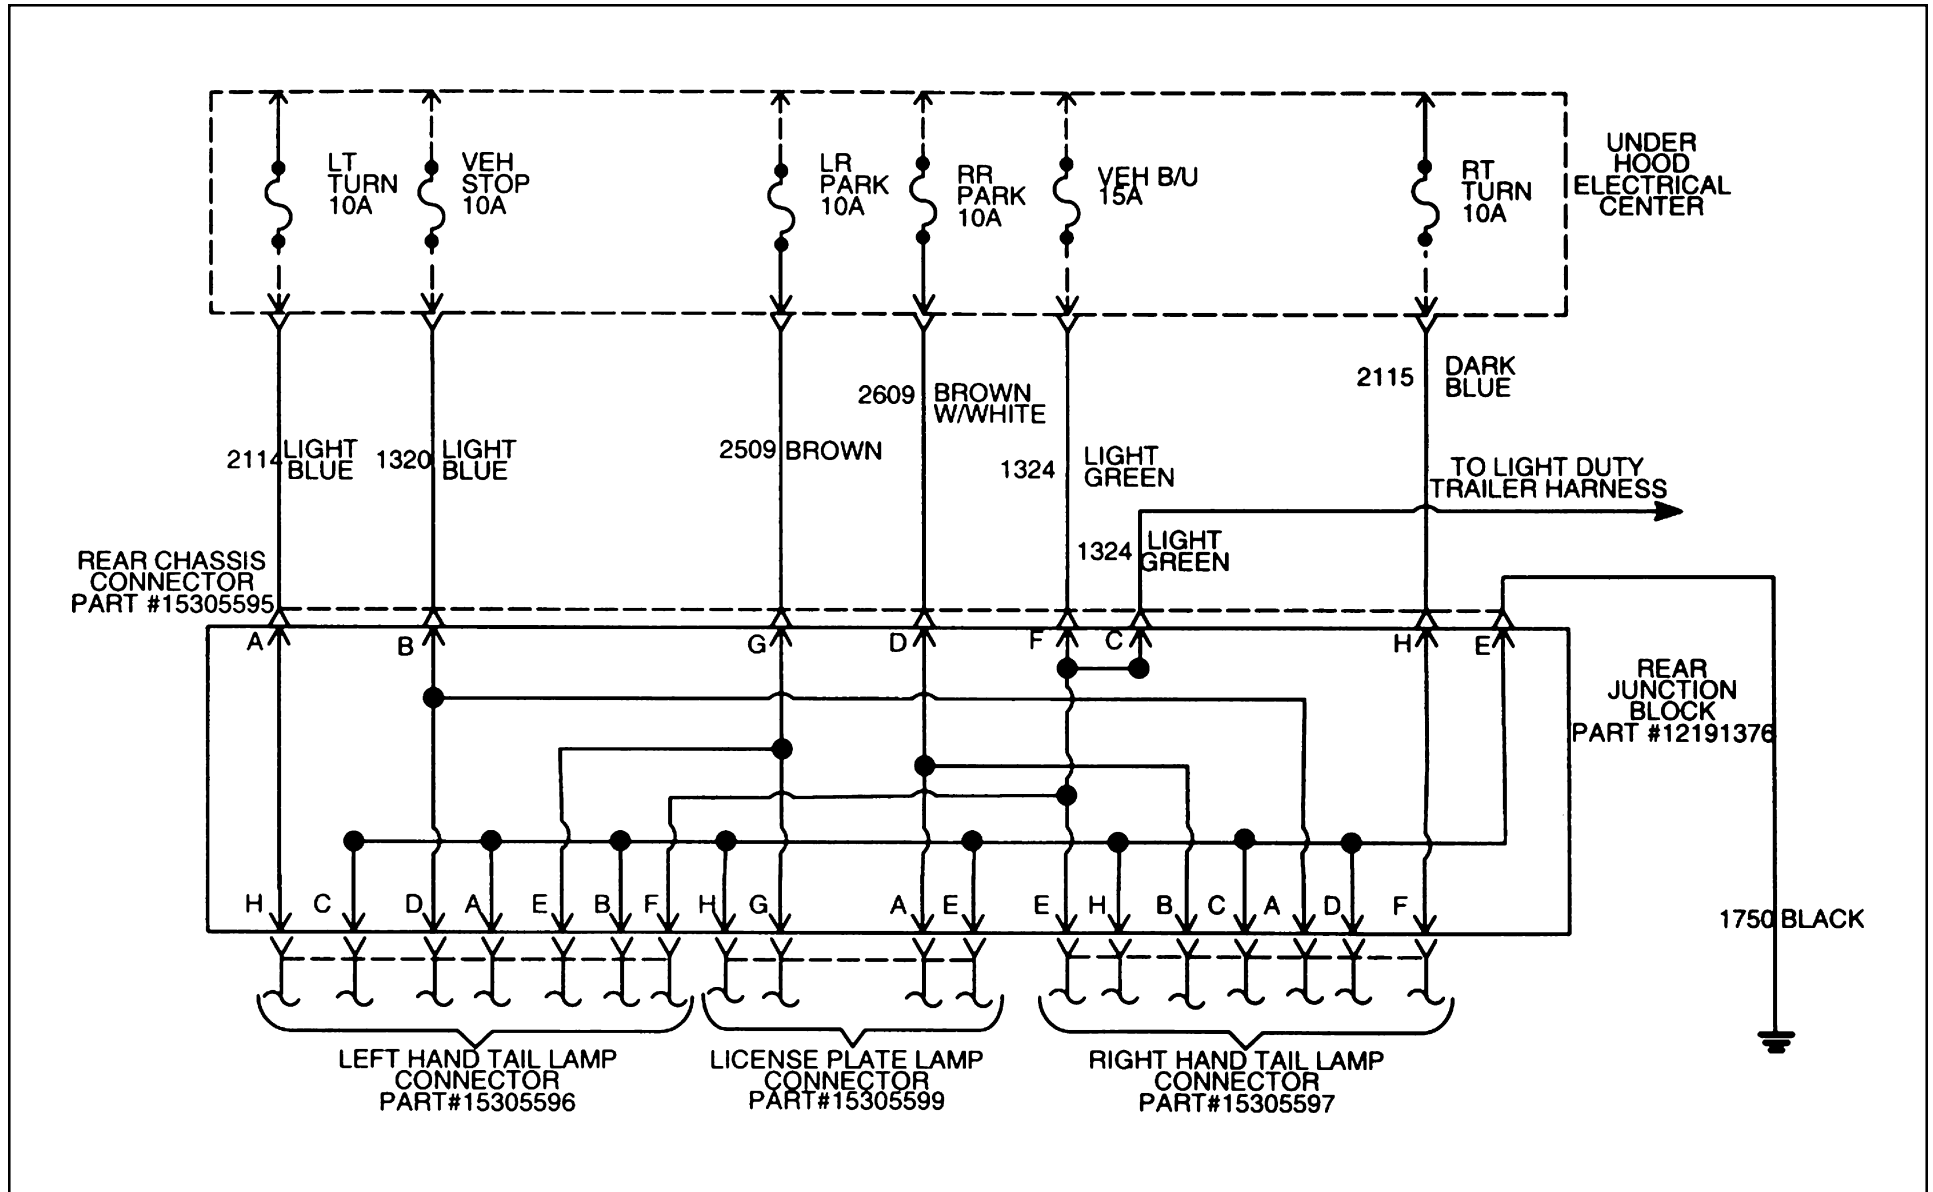 LT
TURN
10A
VEH
STOP
10A
LR
PARK
10A
RR
PARK
10A
VEH B/U
15A
RT
TURN
10A
UNDER
HOOD
ELECTRICAL
CENTER
2114
LIGHT
BLUE
1320
LIGHT
BLUE
2509 BROWN
2609
BROWN
W/WHITE
1324
LIGHT
GREEN
2115
DARK
BLUE
TO LIGHT DUTY
TRAILER HARNESS
1324
LIGHT
GREEN
REAR CHASSIS
CONNECTOR
PART #15305595
A
B
G
D
F
C
H
E
REAR
JUNCTION
BLOCK
PART #12191376
H
C
D
A
E
B
F
H
G
A
E
E
H
B
C
A
D
F
1750 BLACK
LEFT HAND TAIL LAMP
CONNECTOR
PART#15305596
LICENSE PLATE LAMP
CONNECTOR
PART#15305599
RIGHT HAND TAIL LAMP
CONNECTOR
PART#15305597